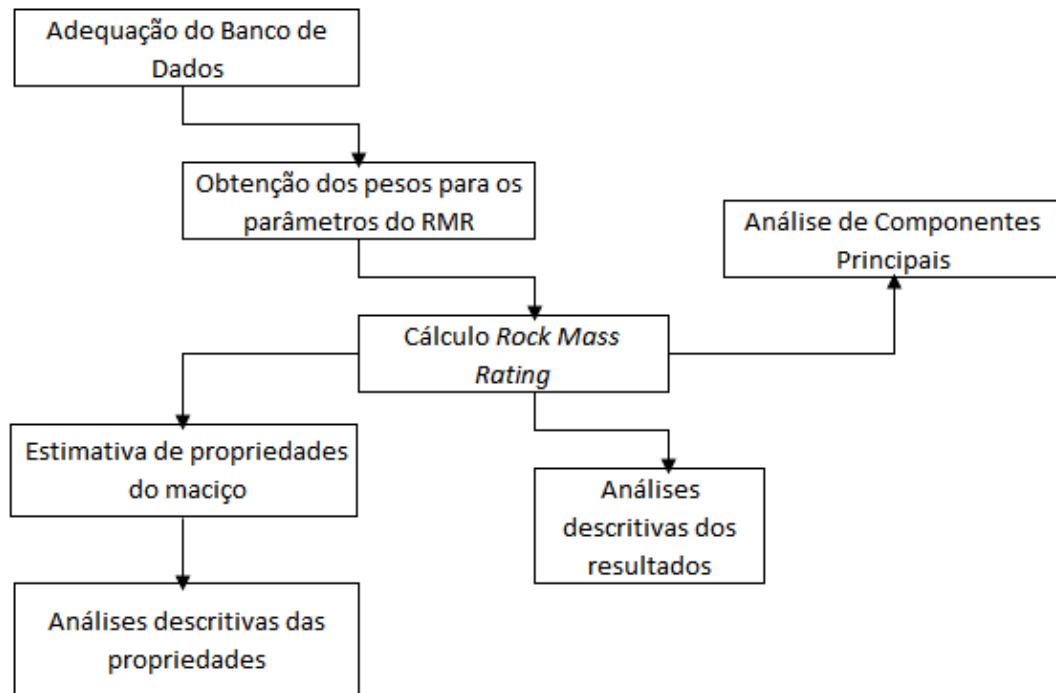 Adequação do Banco de
Dados
Obtenção dos pesos para os
parâmetros do RMR
Análise de Componentes
Principais
Cálculo Rock Mass
Rating
Estimativa de propriedades
do maciço
Análises
descritivas dos
resultados
Análises descritivas das
propriedades